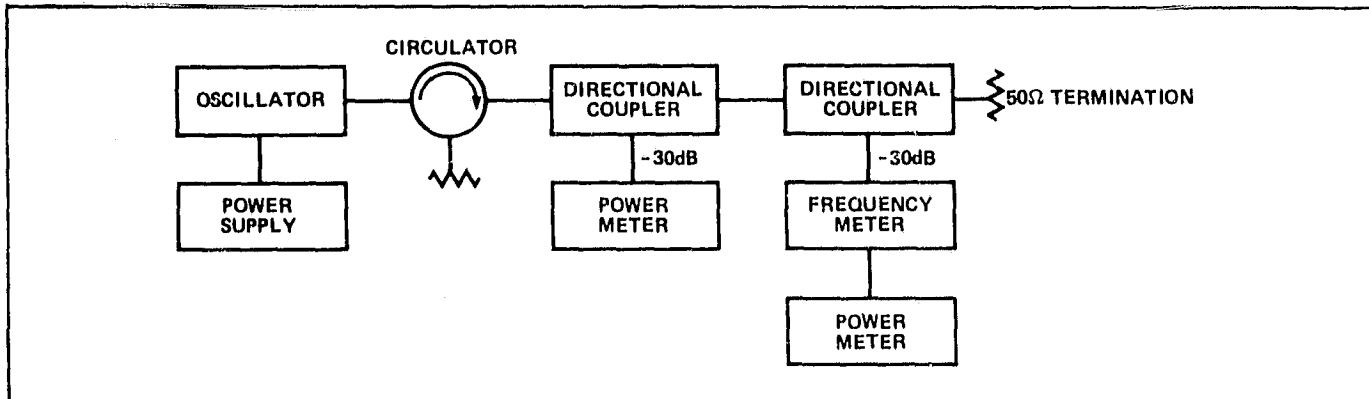 CIRCULATOR
OSCILLATOR
DIRECTIONAL
COUPLER
DIRECTIONAL
COUPLER
50Ω TERMINATION
-30dB
-30dB
POWER
SUPPLY
POWER
METER
FREQUENCY
METER
POWER
METER